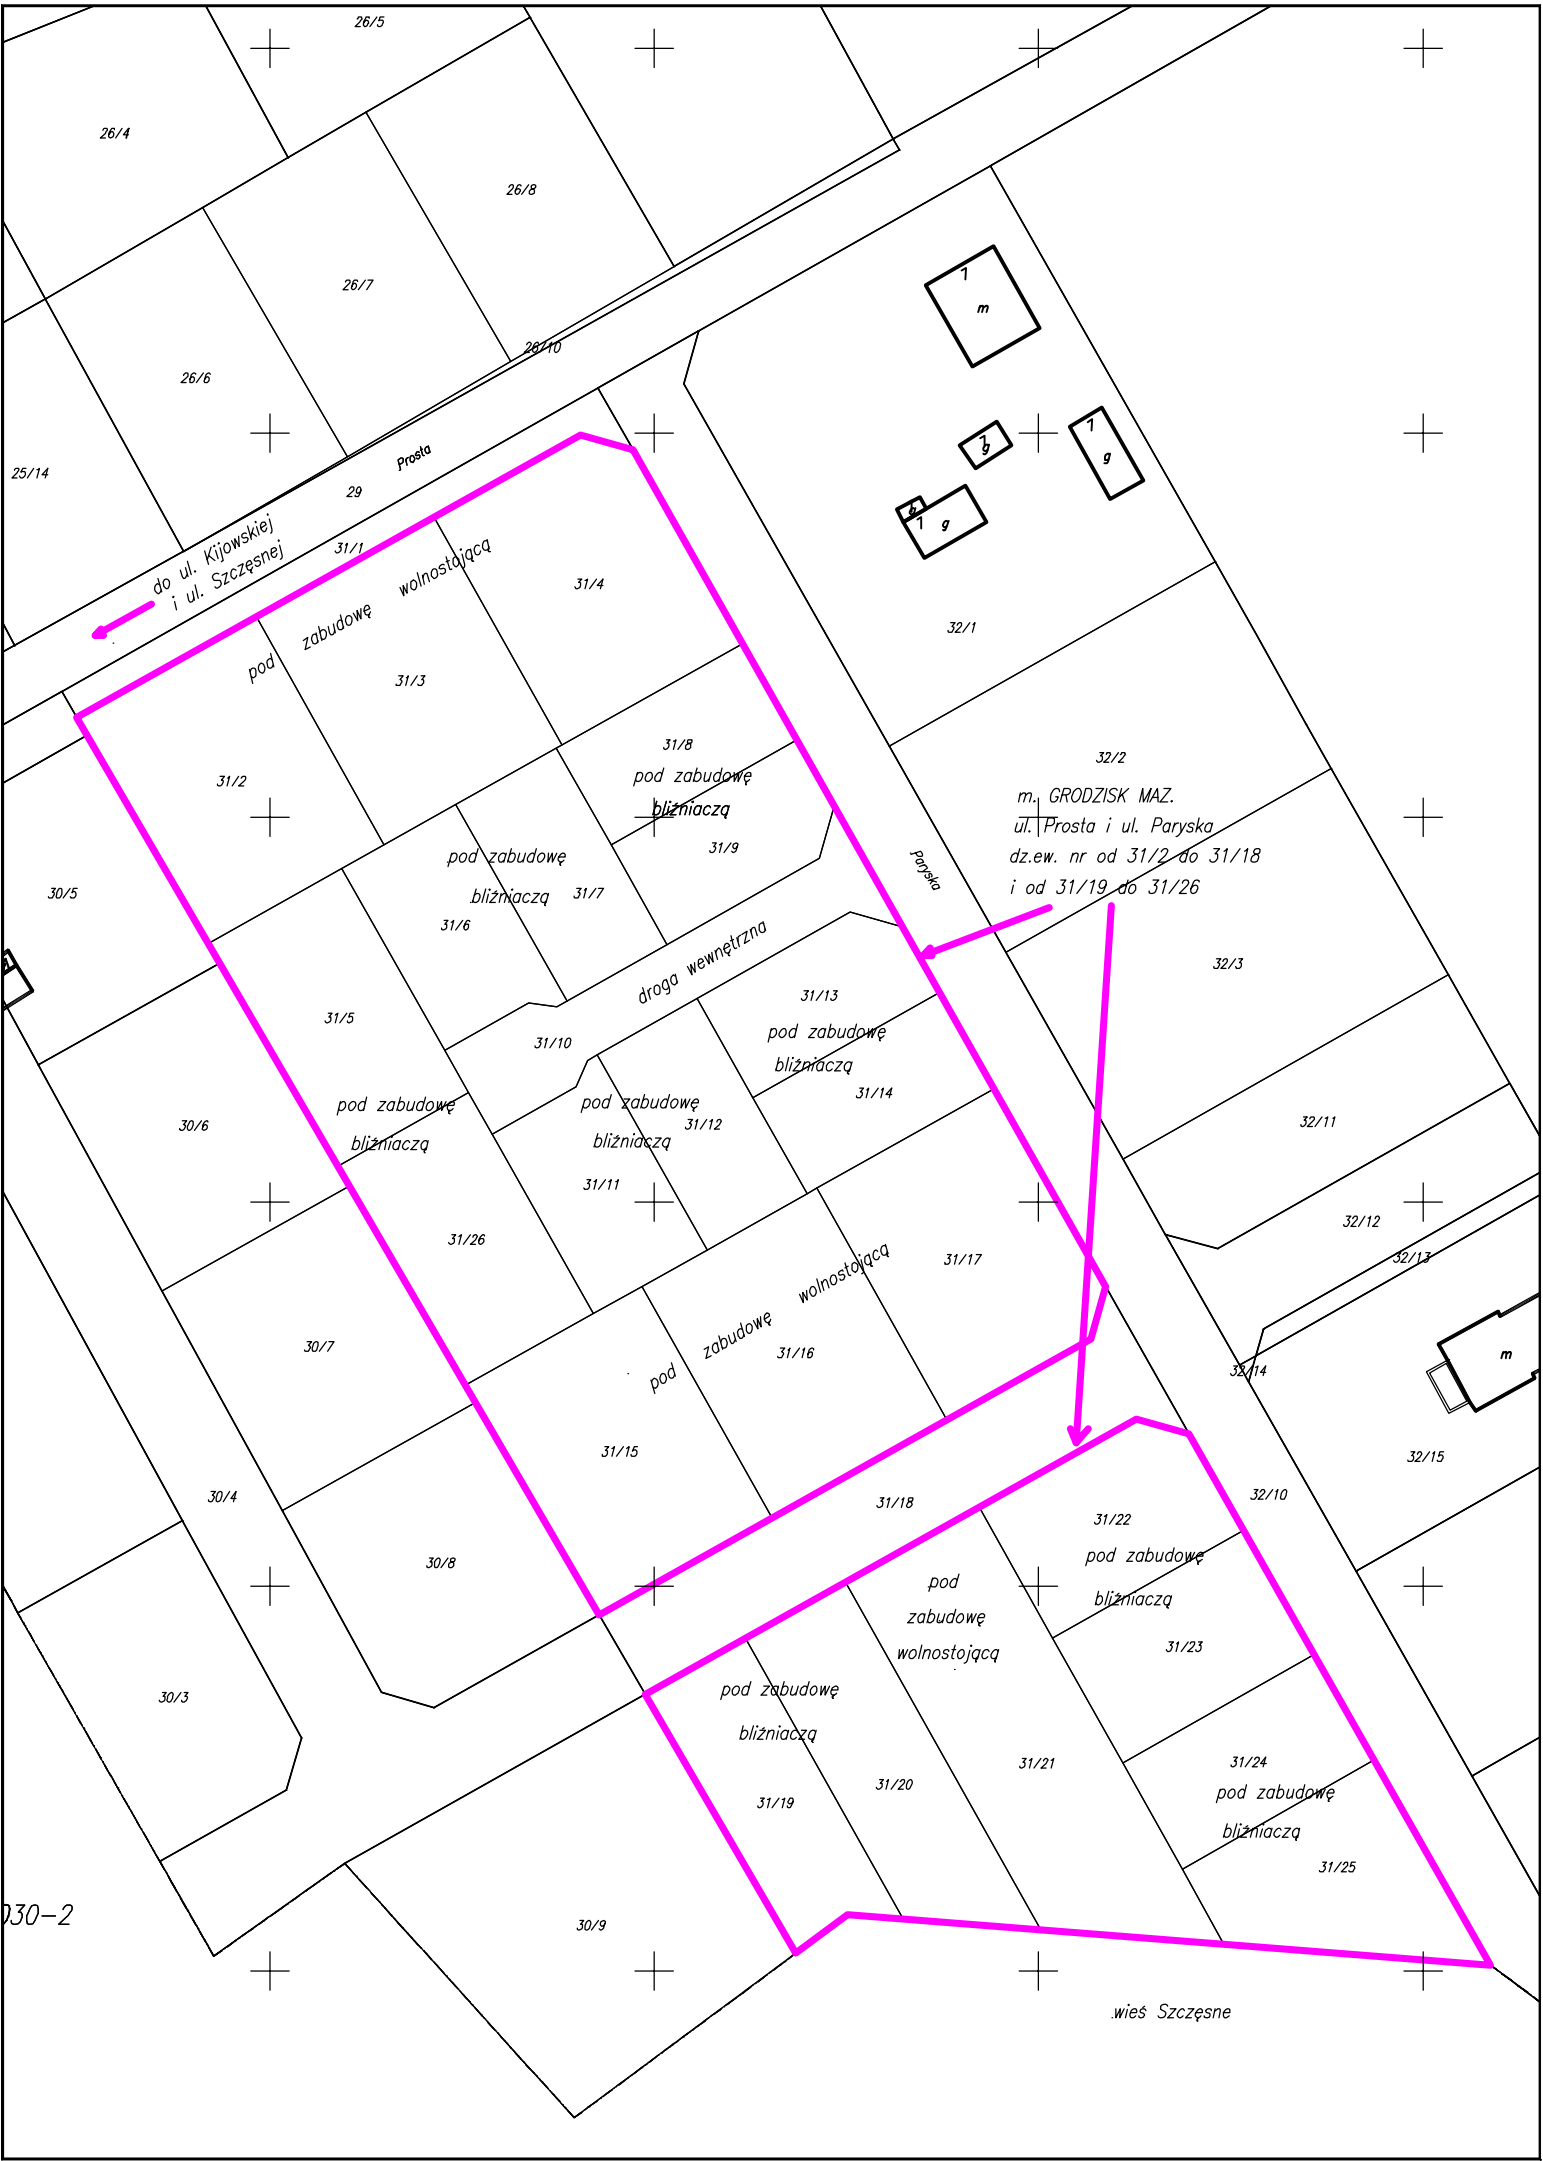 26/5
26/4
26/8
26/7
26/10
26/6
25/14
Prosta
29
1
m
1
g
1
g
1
g
do ul. Kijowskiej
i ul. Szczęsnej
31/1
pod zabudowę wolnostojącą
31/4
31/3
31/2
32/1
32/2
31/8
pod zabudowę
bliźniaczą
31/9
m. GRODZISK MAZ.
ul. Prosta i ul. Paryska
dz.ew. nr od 31/2 do 31/18
i od 31/19 do 31/26
Paryska
pod zabudowę
bliźniaczą
31/7
31/6
30/5
droga wewnętrzna
32/3
31/13
31/5
31/10
pod zabudowę
bliźniaczą
31/14
pod zabudowę
bliźniaczą
pod zabudowę
bliźniaczą
31/12
31/11
30/6
32/11
32/12
32/13
31/26
pod zabudowę wolnostojącą
31/17
31/16
30/7
m
32/14
31/15
32/15
30/4
31/18
32/10
30/8
31/22
pod zabudowę
bliźniaczą
pod
zabudowę
wolnostojącą
31/23
30/3
pod zabudowę
bliźniaczą
31/19
31/20
31/21
31/24
pod zabudowę
bliźniaczą
31/25
030-2
30/9
wieś Szczęsne